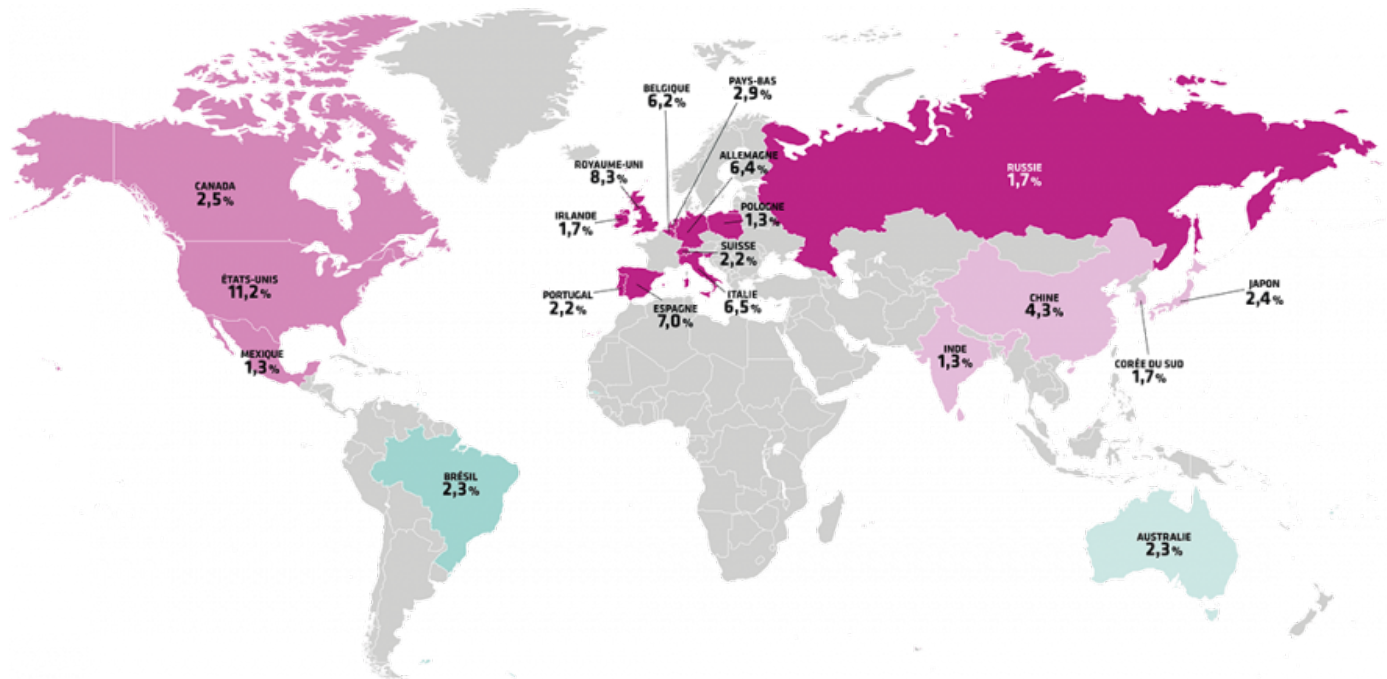 CANADA
2,5%
ÉTATS-UNIS
11,2%
MEXIQUE
1,3%
BRÉSIL
2,3%
BELGIQUE
6,2%
PAYS-BAS
2,9%
ROYAUME-UNI
8,3%
ALLEMAGNE
6,4%
IRLANDE
1,7%
POLOGNE
1,3%
SUISSE
2,2%
PORTUGAL
2,2%
ESPAGNE
7,0%
ITALIE
6,5%
RUSSIE
1,7%
CHINE
4,3%
INDE
1,3%
JAPON
2,4%
CORÉE DU SUD
1,7%
AUSTRALIE
2,3%